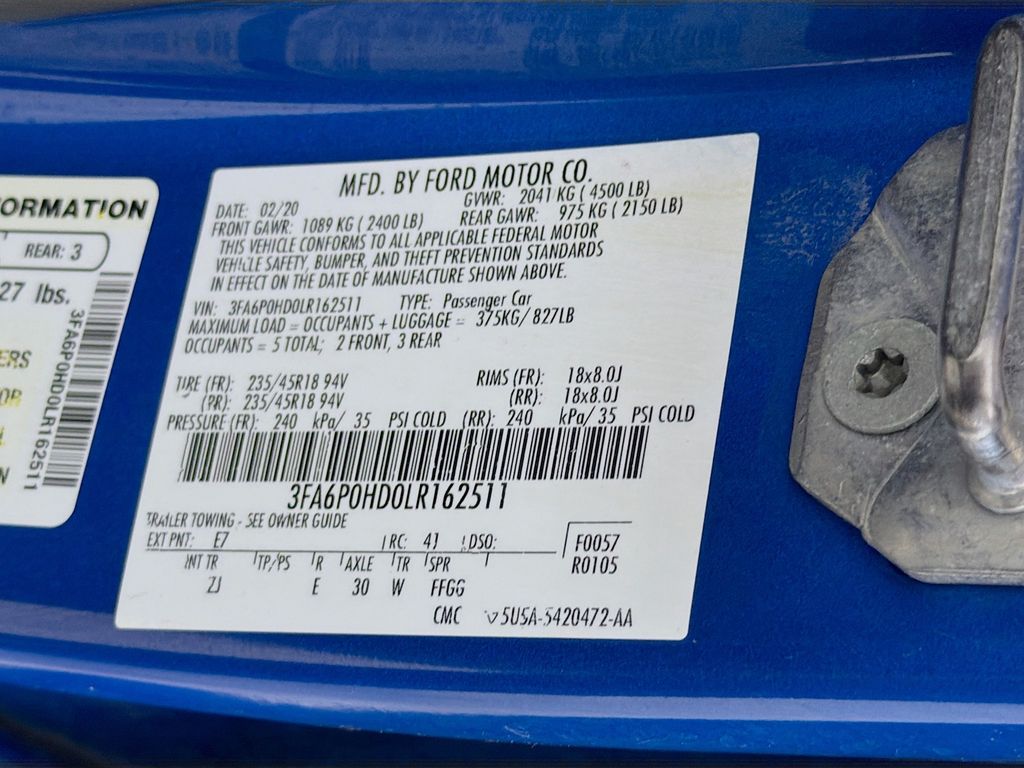 ORMATION
REAR: 3
27 lbs.
ERS
OR
N
3FA6P0HD0LR162511
MFD. BY FORD MOTOR CO.
DATE: 02/20 GVWR: 2041 KG ( 4500 LB)
FRONT GAWR: 1089 KG ( 2400 LB) REAR GAWR: 975 KG ( 2150 LB)
THIS VEHICLE CONFORMS TO ALL APPLICABLE FEDERAL MOTOR
VEHICLE SAFETY, BUMPER, AND THEFT PREVENTION STANDARDS
IN EFFECT ON THE DATE OF MANUFACTURE SHOWN ABOVE.
VIN: 3FA6P0HD0LR162511 TYPE: Passenger Car
MAXIMUM LOAD = OCCUPANTS + LUGGAGE = 375KG/ 827LB
OCCUPANTS = 5 TOTAL; 2 FRONT, 3 REAR
TIRE (FR): 235/45R18 94V RIMS (FR): 18x8.0J
(RR): 235/45R18 94V (RR): 18x8.0J
PRESSURE (FR): 240 kPa/ 35 PSI COLD (RR): 240 kPa/ 35 PSI COLD
3FA6P0HD0LR162511
TRAILER TOWING - SEE OWNER GUIDE
EXT PNT: E7 RC: 41 DSO: F0057
INT TR TP/PS R AXLE TR SPR R0105
ZJ E 30 W FFGG
CMC 5U5A-5420472-AA